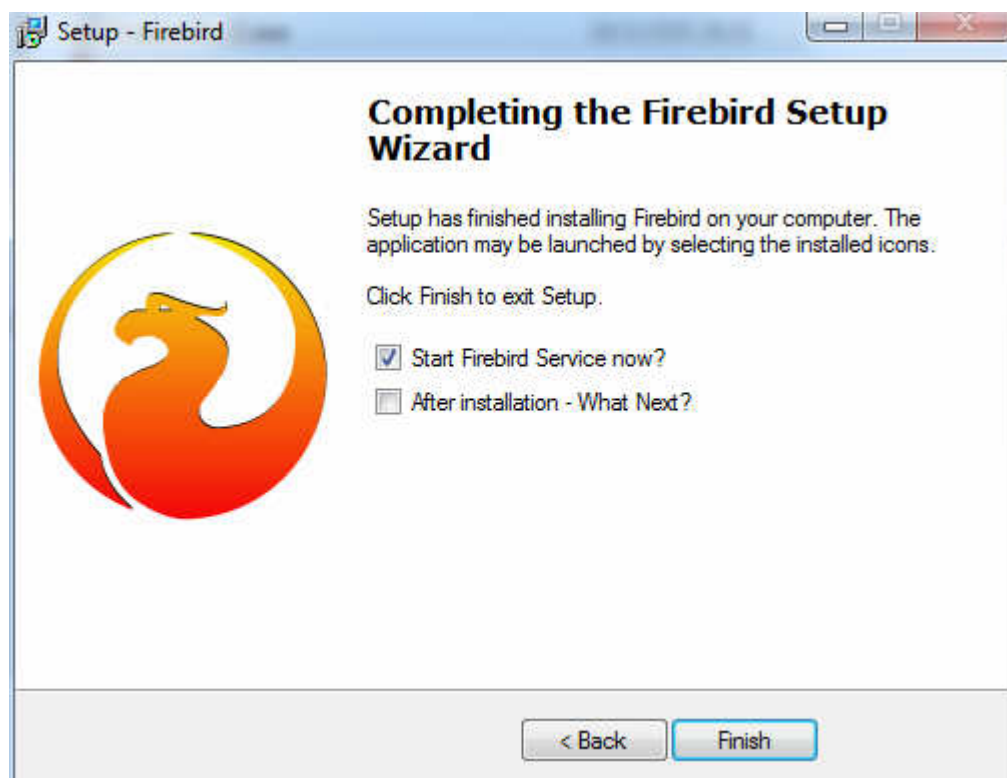 Setup - Firebird
Completing the Firebird Setup
Wizard
Setup has finished installing Firebird on your computer. The
application may be launched by selecting the installed icons.
Click Finish to exit Setup.
Start Firebird Service now?
After installation - What Next?
< Back
Finish